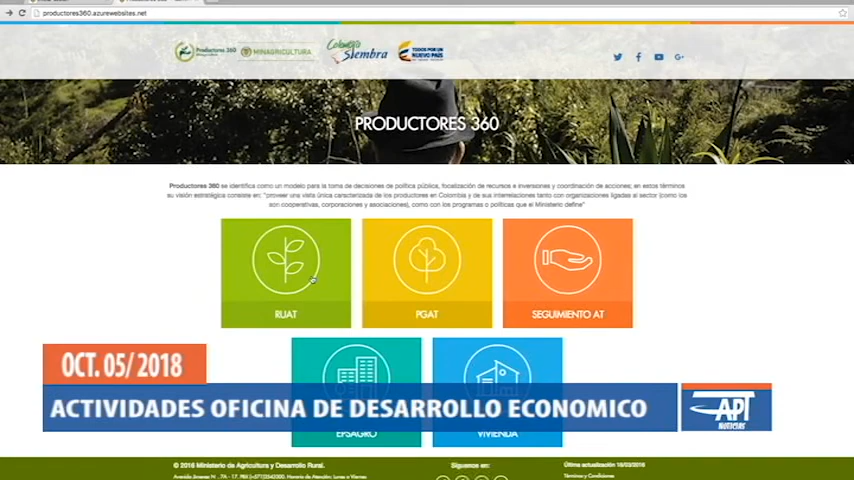 productores360.azurewebsites.net
Productores 360
MINAGRICULTURA
Colombia Siembra
TODOS POR UN NUEVO PAÍS
PRODUCTORES 360
Productores 360 se identifica como un modelo para la toma de decisiones de política pública, focalización de recursos e inversiones y coordinación de acciones; en estos términos
su visión estratégica consiste en: "proveer una vista única caracterizada de los productores en Colombia y de sus interrelaciones tanto con organizaciones ligadas al sector (como los
son cooperativas, corporaciones y asociaciones), como con los programas o políticas que el Ministerio define"
RUAT
PGAT
SEGUIMIENTO AT
OCT. 05/ 2018
ACTIVIDADES OFICINA DE DESARROLLO ECONOMICO
APT
NOTICIAS
EPSAGRO
VIVIENDA
© 2016 Ministerio de Agricultura y Desarrollo Rural.
Síguenos en:
Términos y Condiciones